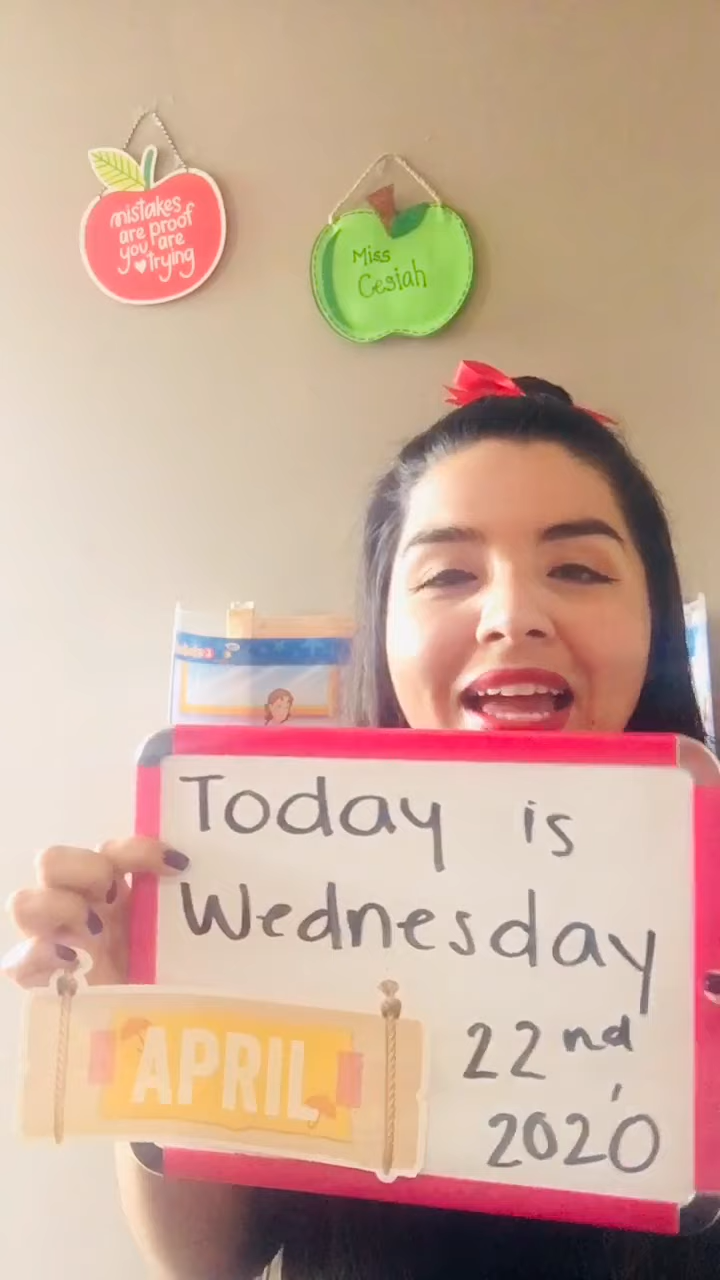 mistakes
are proof
you are
trying
Miss
Cesiah
Today is
Wednesday
APRIL
22nd,
2020